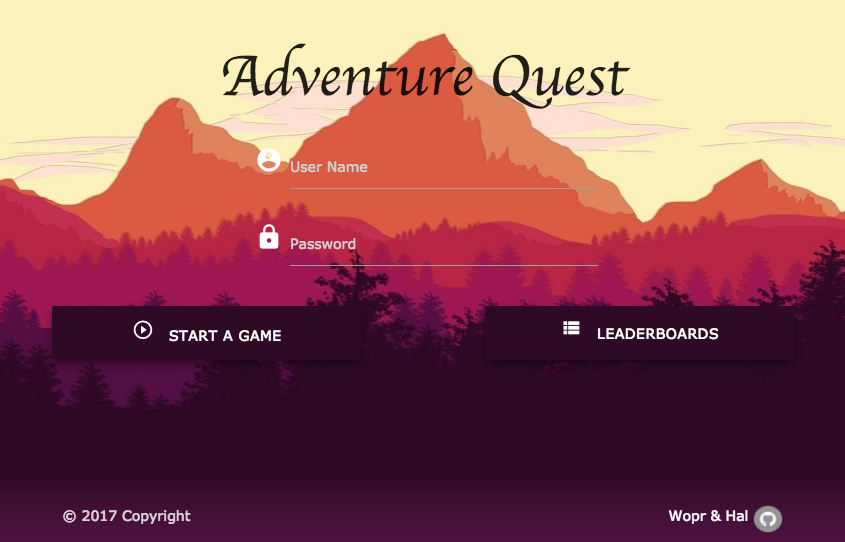 Adventure Quest
User Name
Password
START A GAME
LEADERBOARDS
© 2017 Copyright
Wopr & Hal